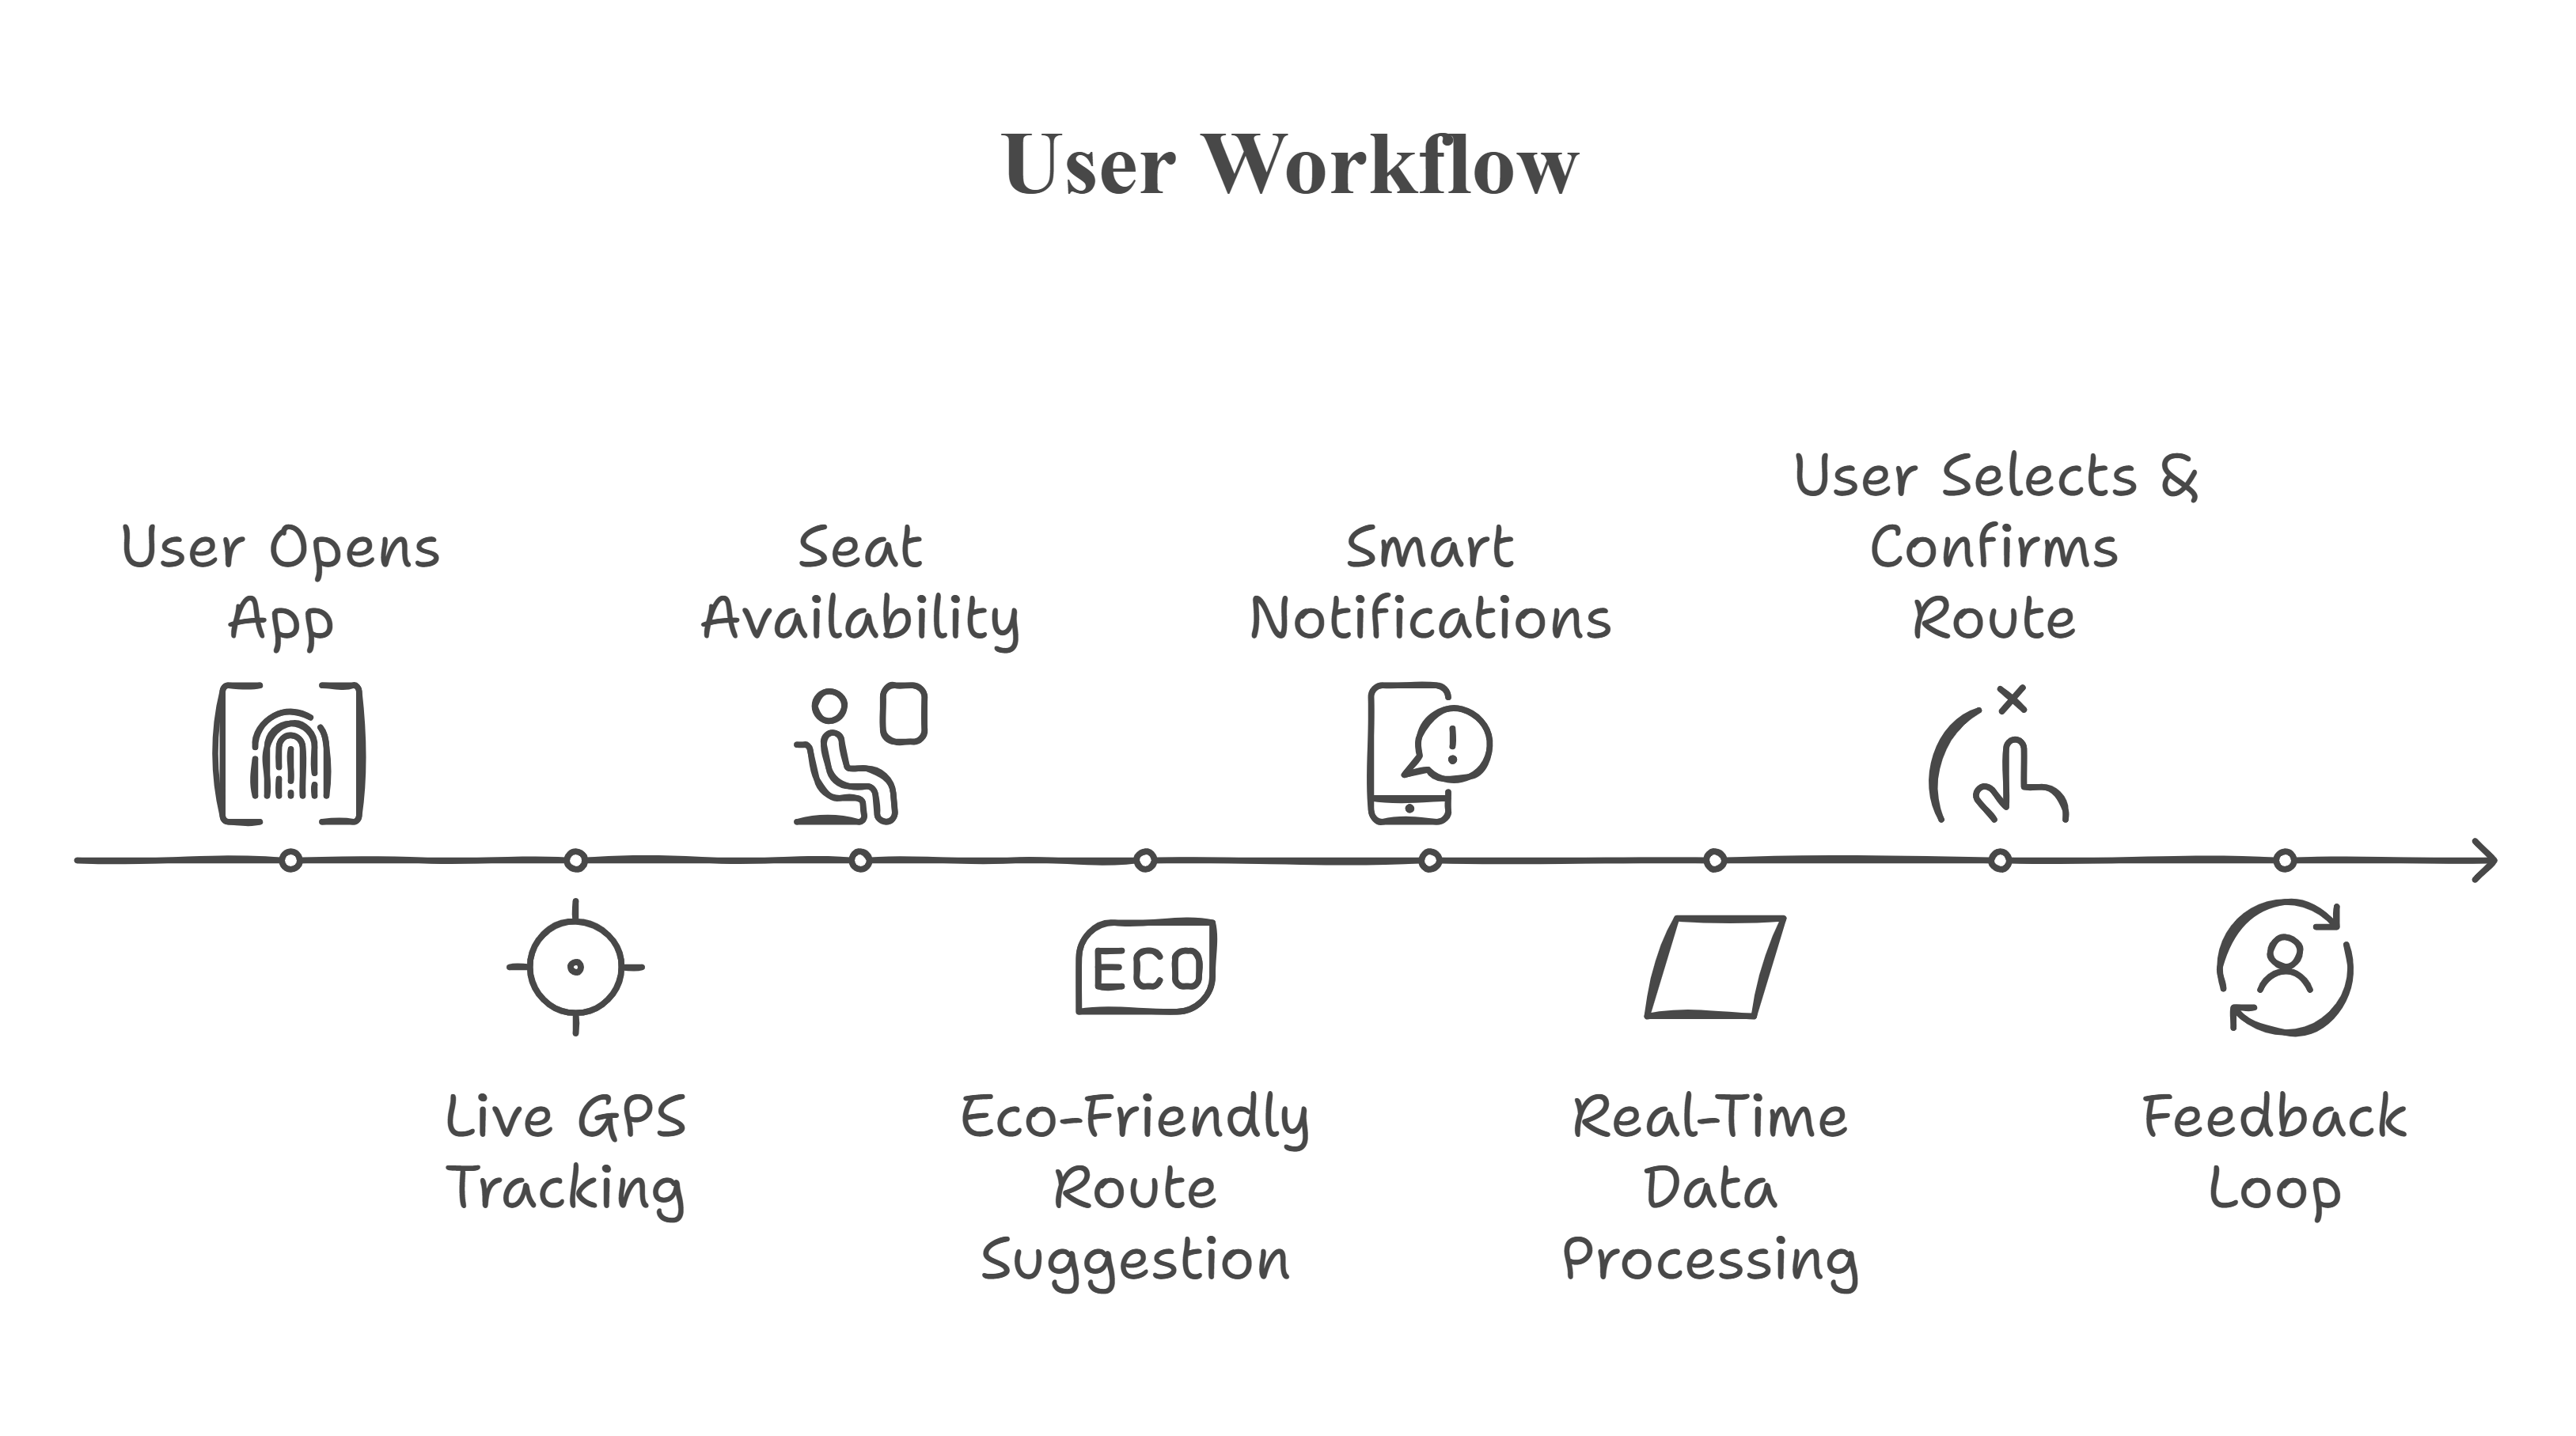 User Workflow
User Opens
App
Live GPS
Tracking
Seat
Availability
ECO
Eco-Friendly
Route
Suggestion
Smart
Notifications
Real-Time
Data
Processing
User Selects &
Confirms
Route
Feedback
Loop